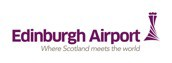 Edinburgh Airport
Where Scotland meets the world